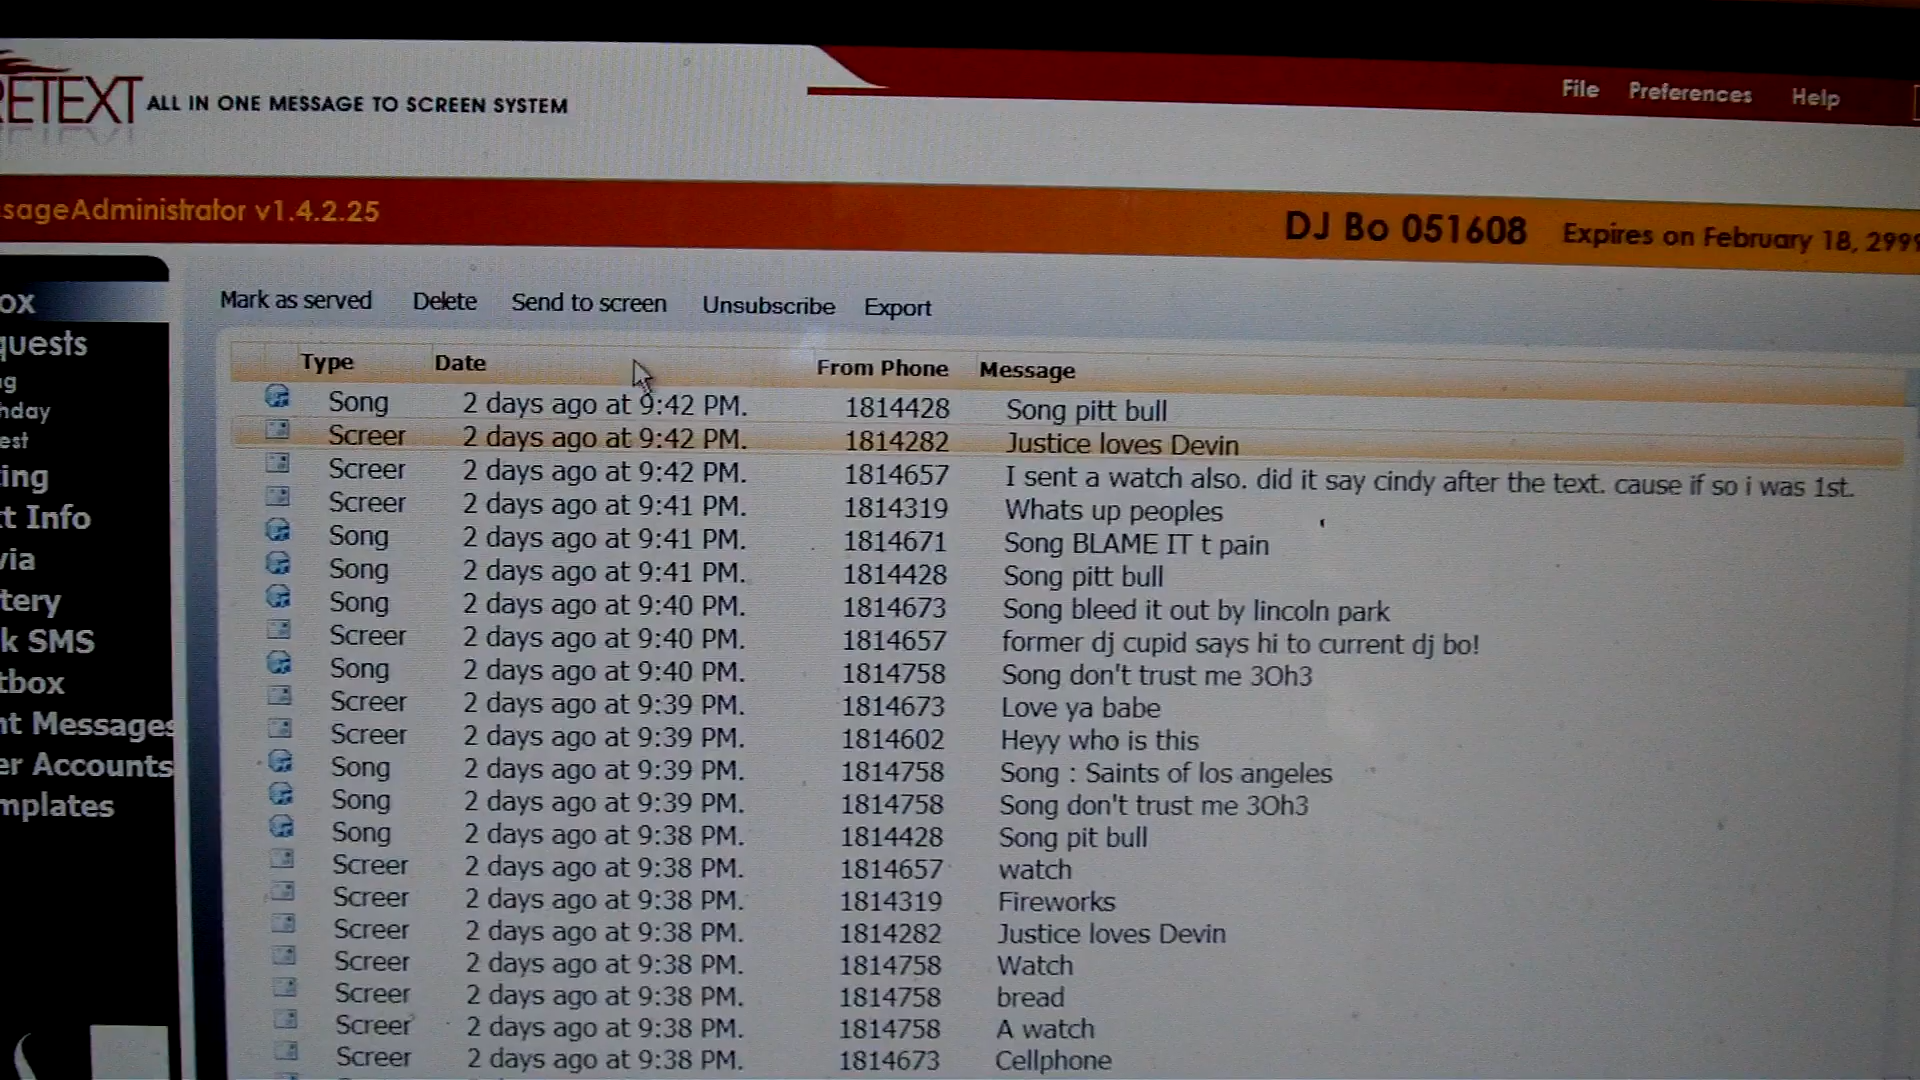 RETEXT ALL IN ONE MESSAGE TO SCREEN SYSTEM
File Preferences Help
sageAdministrator v1.4.2.25
DJ Bo 051608 Expires on February 18, 2999
ox
quests
g
hday
est
ing
t Info
via
tery
k SMS
tbox
nt Messages
er Accounts
mplates
Mark as served Delete Send to screen Unsubscribe Export
Type Date From Phone Message
Song 2 days ago at 9:42 PM. 1814428 Song pitt bull
Screer 2 days ago at 9:42 PM. 1814282 Justice loves Devin
Screer 2 days ago at 9:42 PM. 1814657 I sent a watch also. did it say cindy after the text. cause if so i was 1st.
Screer 2 days ago at 9:41 PM. 1814319 Whats up peoples
Song 2 days ago at 9:41 PM. 1814671 Song BLAME IT t pain
Song 2 days ago at 9:41 PM. 1814428 Song pitt bull
Song 2 days ago at 9:40 PM. 1814673 Song bleed it out by lincoln park
Screer 2 days ago at 9:40 PM. 1814657 former dj cupid says hi to current dj bo!
Song 2 days ago at 9:40 PM. 1814758 Song don't trust me 3Oh3
Screer 2 days ago at 9:39 PM. 1814673 Love ya babe
Screer 2 days ago at 9:39 PM. 1814602 Heyy who is this
Song 2 days ago at 9:39 PM. 1814758 Song : Saints of los angeles
Song 2 days ago at 9:39 PM. 1814758 Song don't trust me 3Oh3
Song 2 days ago at 9:38 PM. 1814428 Song pit bull
Screer 2 days ago at 9:38 PM. 1814657 watch
Screer 2 days ago at 9:38 PM. 1814319 Fireworks
Screer 2 days ago at 9:38 PM. 1814282 Justice loves Devin
Screer 2 days ago at 9:38 PM. 1814758 Watch
Screer 2 days ago at 9:38 PM. 1814758 bread
Screer 2 days ago at 9:38 PM. 1814758 A watch
Screer 2 days ago at 9:38 PM. 1814673 Cellphone